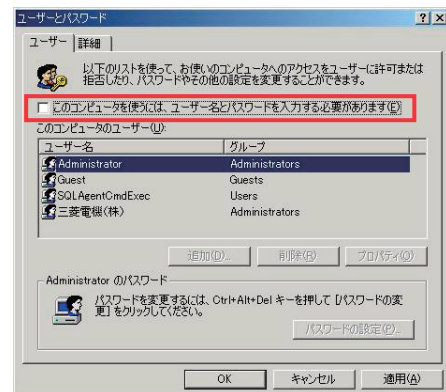 ユーザーとパスワード
ユーザー 詳細
以下のリストを使って、お使いのコンピュータへのアクセスをユーザーに許可または
拒否したり、パスワードやその他の設定を変更することができます。
このコンピュータを使うには、ユーザー名とパスワードを入力する必要があります(E)
このコンピュータのユーザー(U):
ユーザー名 グループ
Administrator Administrators
Guest Guests
SQLAgentCmdExec Users
三菱電機(株) Administrators
追加(D)... 削除(R) プロパティ(O)
Administrator のパスワード
パスワードを変更するには、Ctrl+Alt+Del キーを押して [パスワードの変
更] をクリックしてください。
パスワードの設定(P)...
OK キャンセル 適用(A)